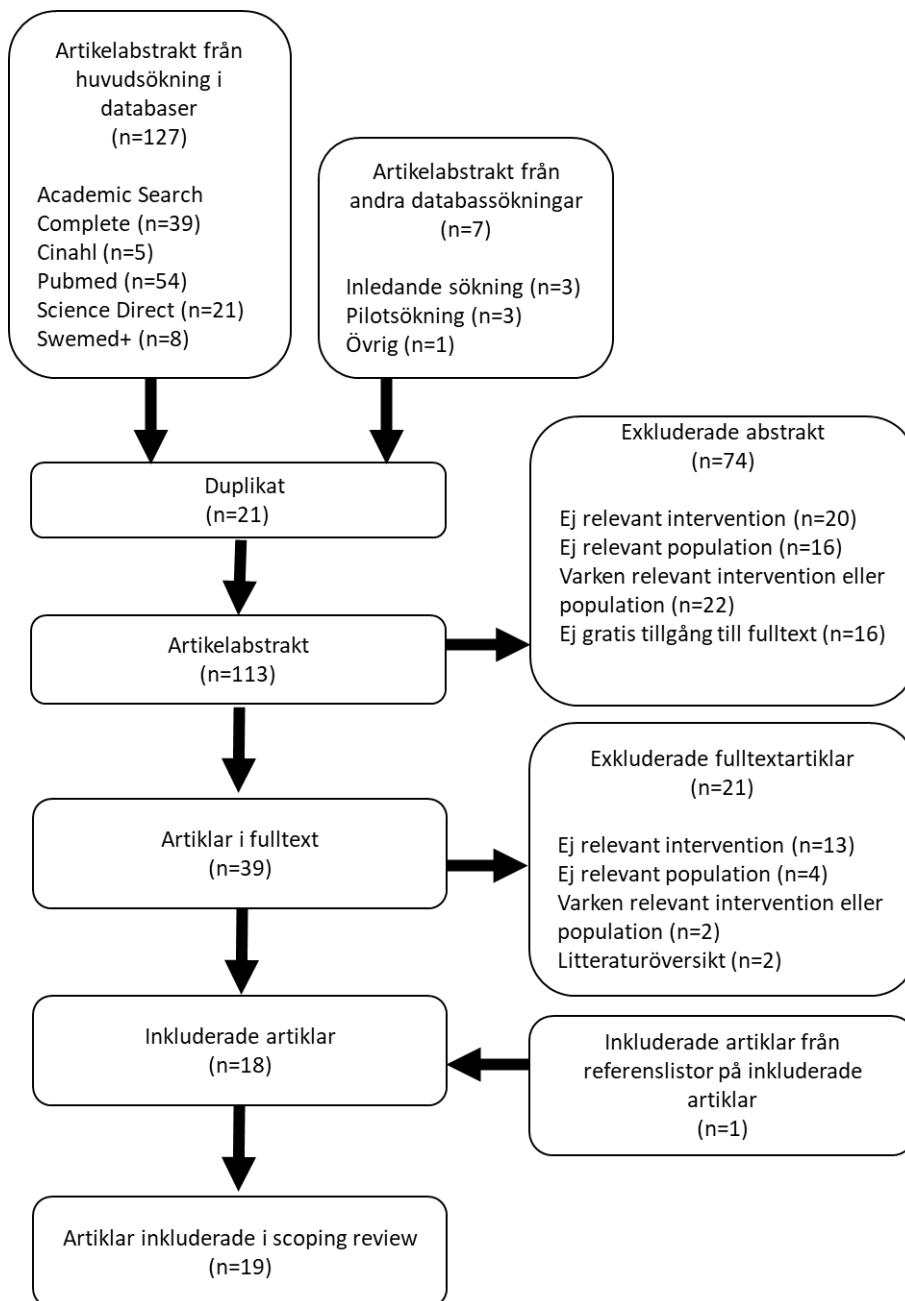 Artikelabstrakt från
huvudsökning i
databaser
(n=127)
Academic Search
Complete (n=39)
Cinahl (n=5)
Pubmed (n=54)
Science Direct (n=21)
Swemed+ (n=8)
Artikelabstrakt från
andra databassökningar
(n=7)
Inledande sökning (n=3)
Pilotsökning (n=3)
Övrig (n=1)
Duplikat
(n=21)
Exkluderade abstrakt
(n=74)
Ej relevant intervention (n=20)
Ej relevant population (n=16)
Varken relevant intervention eller
population (n=22)
Ej gratis tillgång till fulltext (n=16)
Artikelabstrakt
(n=113)
Exkluderade fulltextartiklar
(n=21)
Ej relevant intervention (n=13)
Ej relevant population (n=4)
Varken relevant intervention eller
population (n=2)
Litteraturöversikt (n=2)
Artiklar i fulltext
(n=39)
Inkluderade artiklar
(n=18)
Inkluderade artiklar från
referenslistor på inkluderade
artiklar
(n=1)
Artiklar inkluderade i scoping review
(n=19)